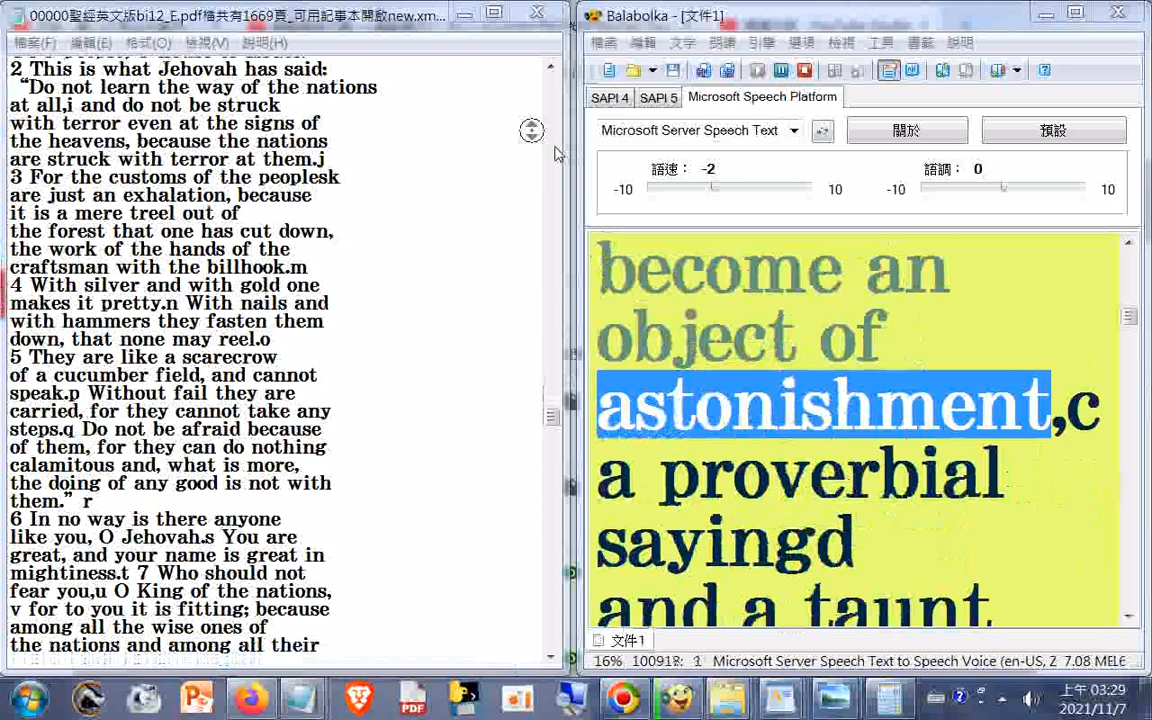 00000聖經英文版bi12_E.pdf檔共有1669頁_可用記事本開啟new.xm...
檔案(F) 編輯(E) 格式(O) 檢視(V) 說明(H)
2 This is what Jehovah has said:
“Do not learn the way of the nations
at all,i and do not be struck
with terror even at the signs of
the heavens, because the nations
are struck with terror at them.j
3 For the customs of the peoplesk
are just an exhalation, because
it is a mere treel out of
the forest that one has cut down,
the work of the hands of the
craftsman with the billhook.m
4 With silver and with gold one
makes it pretty.n With nails and
with hammers they fasten them
down, that none may reel.o
5 They are like a scarecrow
of a cucumber field, and cannot
speak.p Without fail they are
carried, for they cannot take any
steps.q Do not be afraid because
of them, for they can do nothing
calamitous and, what is more,
the doing of any good is not with
them.” r
6 In no way is there anyone
like you, O Jehovah.s You are
great, and your name is great in
mightiness.t 7 Who should not
fear you,u O King of the nations,
v for to you it is fitting; because
among all the wise ones of
the nations and among all their
Balabolka - [文件1]
檔案 編輯 文字 朗讀 引擎 選項 檢視 工具 書籤 說明
SAPI 4 SAPI 5 Microsoft Speech Platform
Microsoft Server Speech Text 關於 預設
語速： -2 語調： 0
-10 10 -10 10
become an
object of
astonishment,c
a proverbial
sayingd
and a taunt
文件1
16% Microsoft Server Speech Text to Speech Voice (en-US, Z
PDF
上午 03:29
2021/11/7